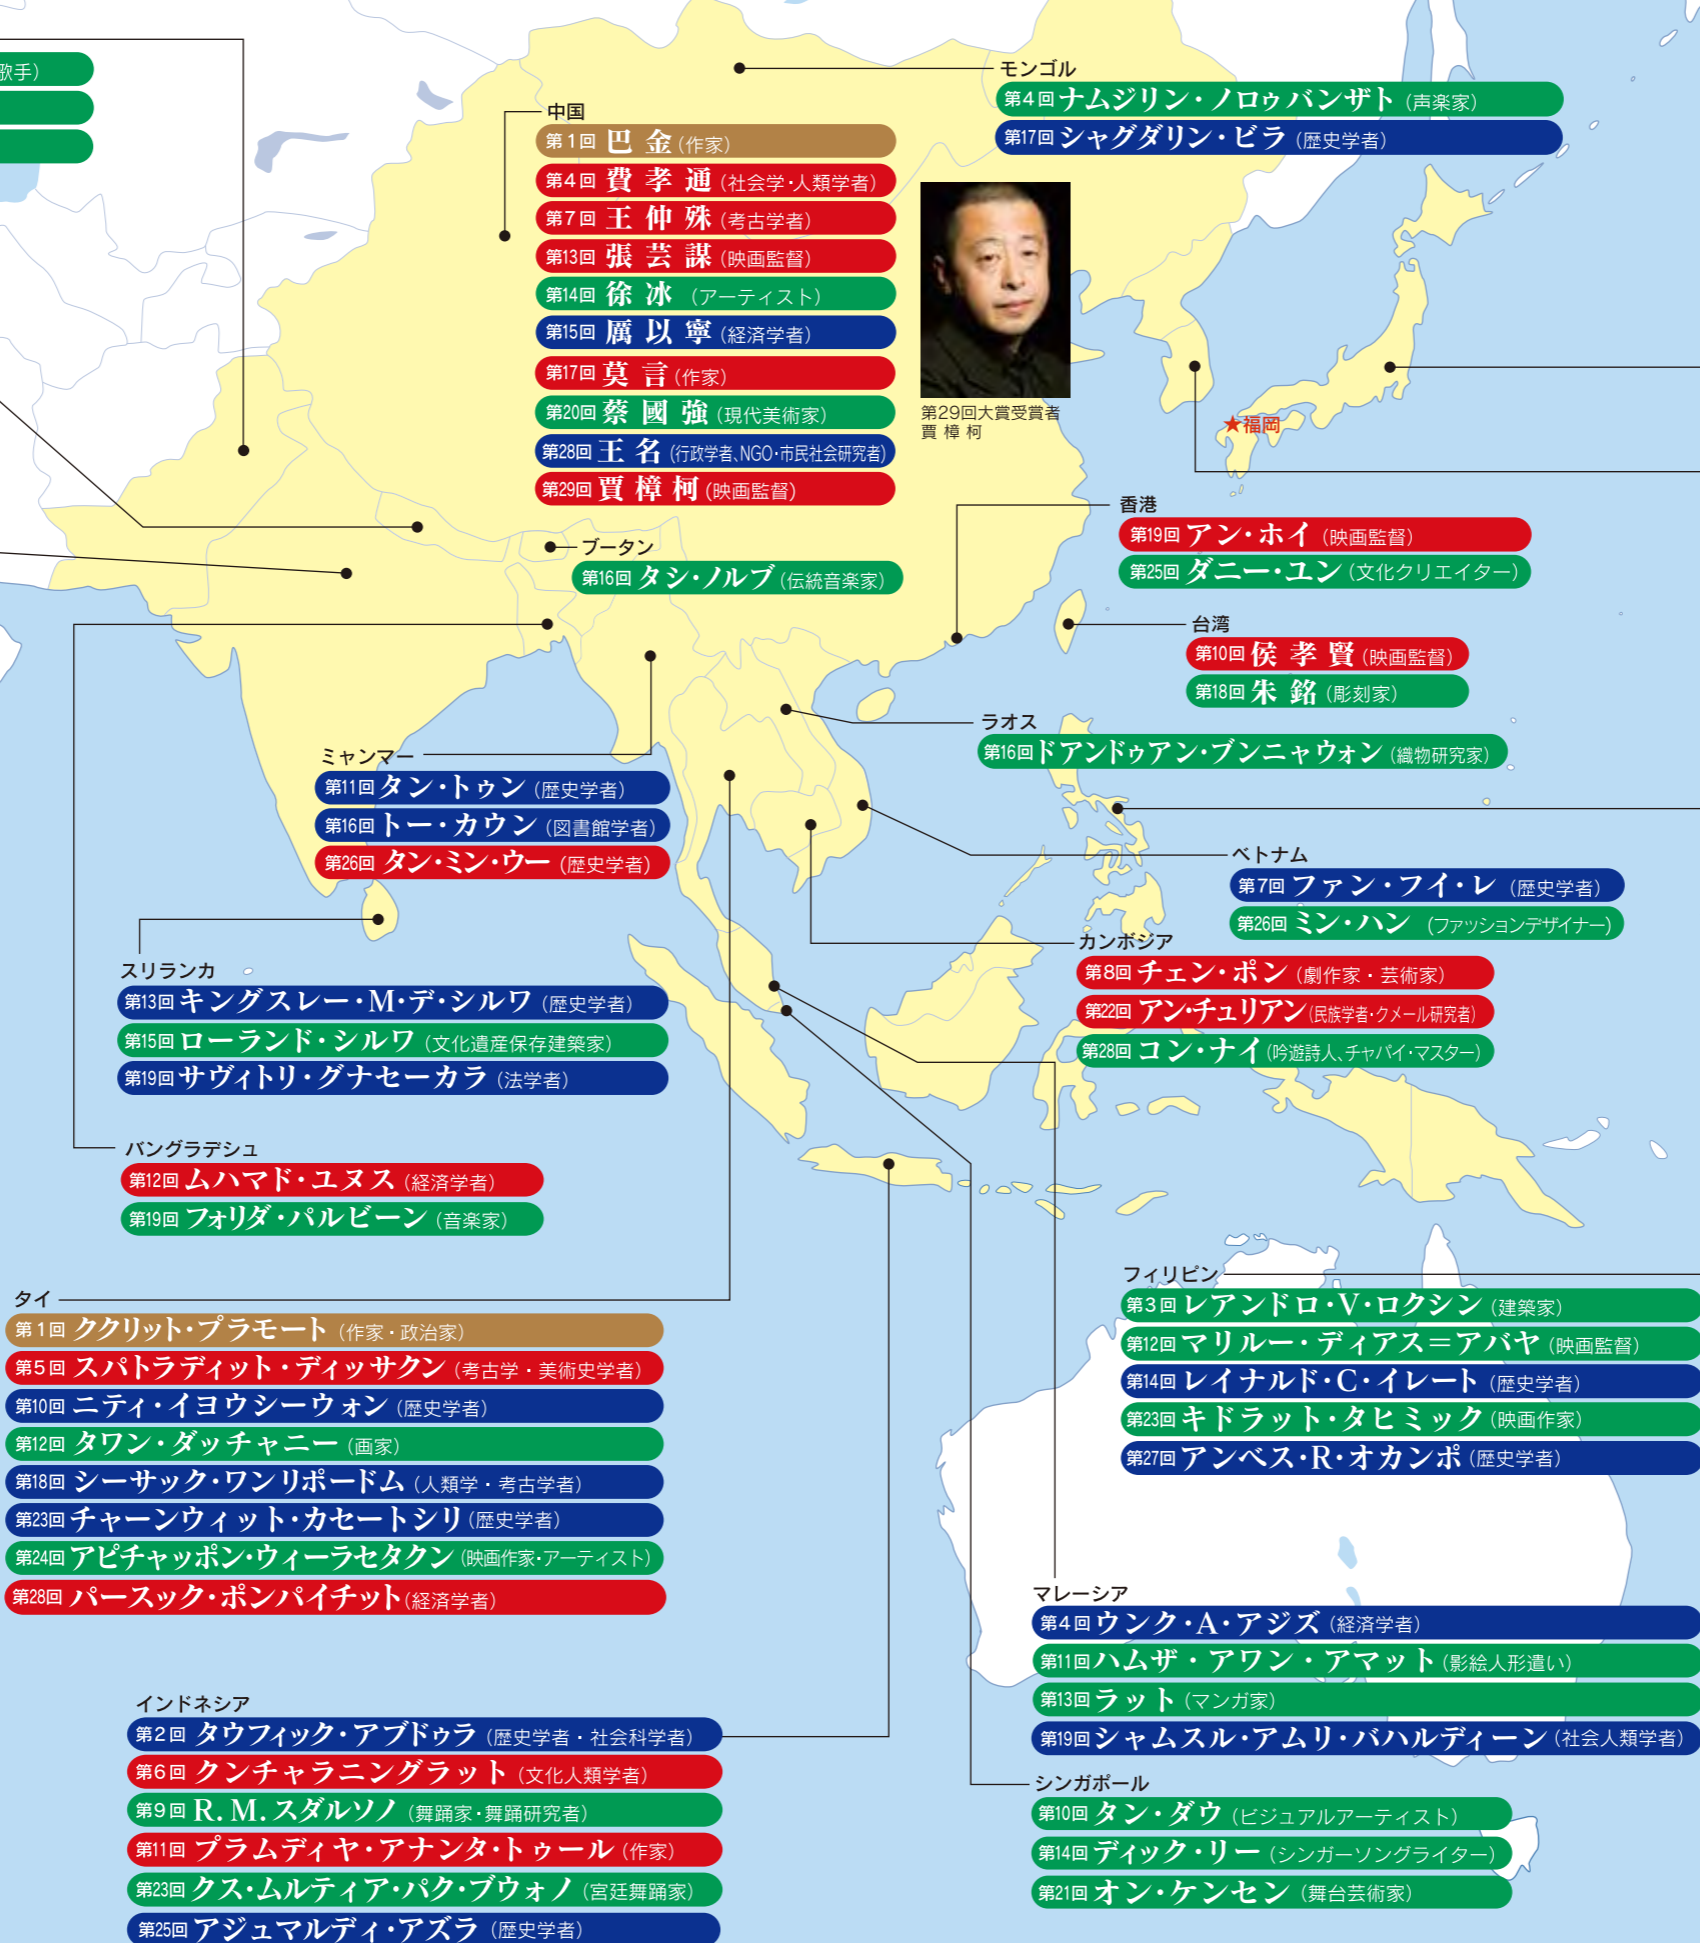 歌手）
モンゴル
第4回 ナムジリン・ノロゥバンザト（声楽家）
第17回 シャグダリン・ビラ（歴史学者）
中国
第1回 巴 金（作家）
第4回 費 孝 通（社会学・人類学者）
第7回 王 仲 殊（考古学者）
第13回 張 芸 謀（映画監督）
第14回 徐 冰 （アーティスト）
第15回 厲 以 寧（経済学者）
第17回 莫 言（作家）
第20回 蔡 國 強（現代美術家）
第28回 王 名（行政学者、NGO・市民社会研究者）
第29回 賈 樟 柯（映画監督）
第29回大賞受賞者
賈 樟 柯
★福岡
香港
第19回 アン・ホイ（映画監督）
第25回 ダニー・ユン（文化クリエイター）
ブータン
第16回 タシ・ノルブ（伝統音楽家）
台湾
第10回 侯 孝 賢（映画監督）
第18回 朱 銘（彫刻家）
ラオス
第16回 ドアンドゥアン・ブンニャウォン（織物研究家）
ミャンマー
第11回 タン・トゥン（歴史学者）
第16回 トー・カウン（図書館学者）
第26回 タン・ミン・ウー（歴史学者）
ベトナム
第7回 ファン・フイ・レ（歴史学者）
第26回 ミン・ハン （ファッションデザイナー）
カンボジア
第8回 チェン・ポン（劇作家・芸術家）
第22回 アン・チュリアン（民族学者・クメール研究者）
第28回 コン・ナイ（吟遊詩人、チャパイ・マスター）
スリランカ
第13回 キングスレー・M・デ・シルワ（歴史学者）
第15回 ローランド・シルワ（文化遺産保存建築家）
第19回 サヴィトリ・グナセーカラ（法学者）
バングラデシュ
第12回 ムハマド・ユヌス（経済学者）
第19回 フォリダ・パルビーン（音楽家）
タイ
第1回 ククリット・プラモート（作家・政治家）
第5回 スパトラディット・ディッサクン（考古学・美術史学者）
第10回 ニティ・イヨウシーウォン（歴史学者）
第12回 タワン・ダッチャニー（画家）
第18回 シーサック・ワンリポードム（人類学・考古学者）
第23回 チャーンウィット・カセートシリ（歴史学者）
第24回 アピチャッポン・ウィーラセタクン（映画作家・アーティスト）
第28回 パースック・ポンパイチット（経済学者）
フィリピン
第3回 レアンドロ・V・ロクシン（建築家）
第12回 マリルー・ディアス＝アバヤ（映画監督）
第14回 レイナルド・C・イレート（歴史学者）
第23回 キドラット・タヒミック（映画作家）
第27回 アンベス・R・オカンポ（歴史学者）
マレーシア
第4回 ウンク・A・アジズ（経済学者）
第11回 ハムザ・アワン・アマット（影絵人形遣い）
第13回 ラット（マンガ家）
第19回 シャムスル・アムリ・バハルディーン（社会人類学者）
インドネシア
第2回 タウフィック・アブドゥラ（歴史学者・社会科学者）
第6回 クンチャラニングラット（文化人類学者）
第9回 R.M.スダルソノ（舞踊家・舞踊研究者）
第11回 プラムディヤ・アナンタ・トゥール（作家）
第23回 クス・ムルティア・パク・ブウォノ（宮廷舞踊家）
第25回 アジュマルディ・アズラ（歴史学者）
シンガポール
第10回 タン・ダウ（ビジュアルアーティスト）
第14回 ディック・リー（シンガーソングライター）
第21回 オン・ケンセン（舞台芸術家）